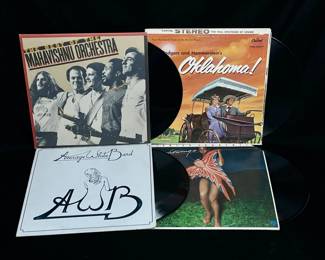 THE BEST OF THE
MAHAVISHNU ORCHESTRA
STEREO
Rodgers and Hammerstein's
Oklahoma!
Average White Band
AWB